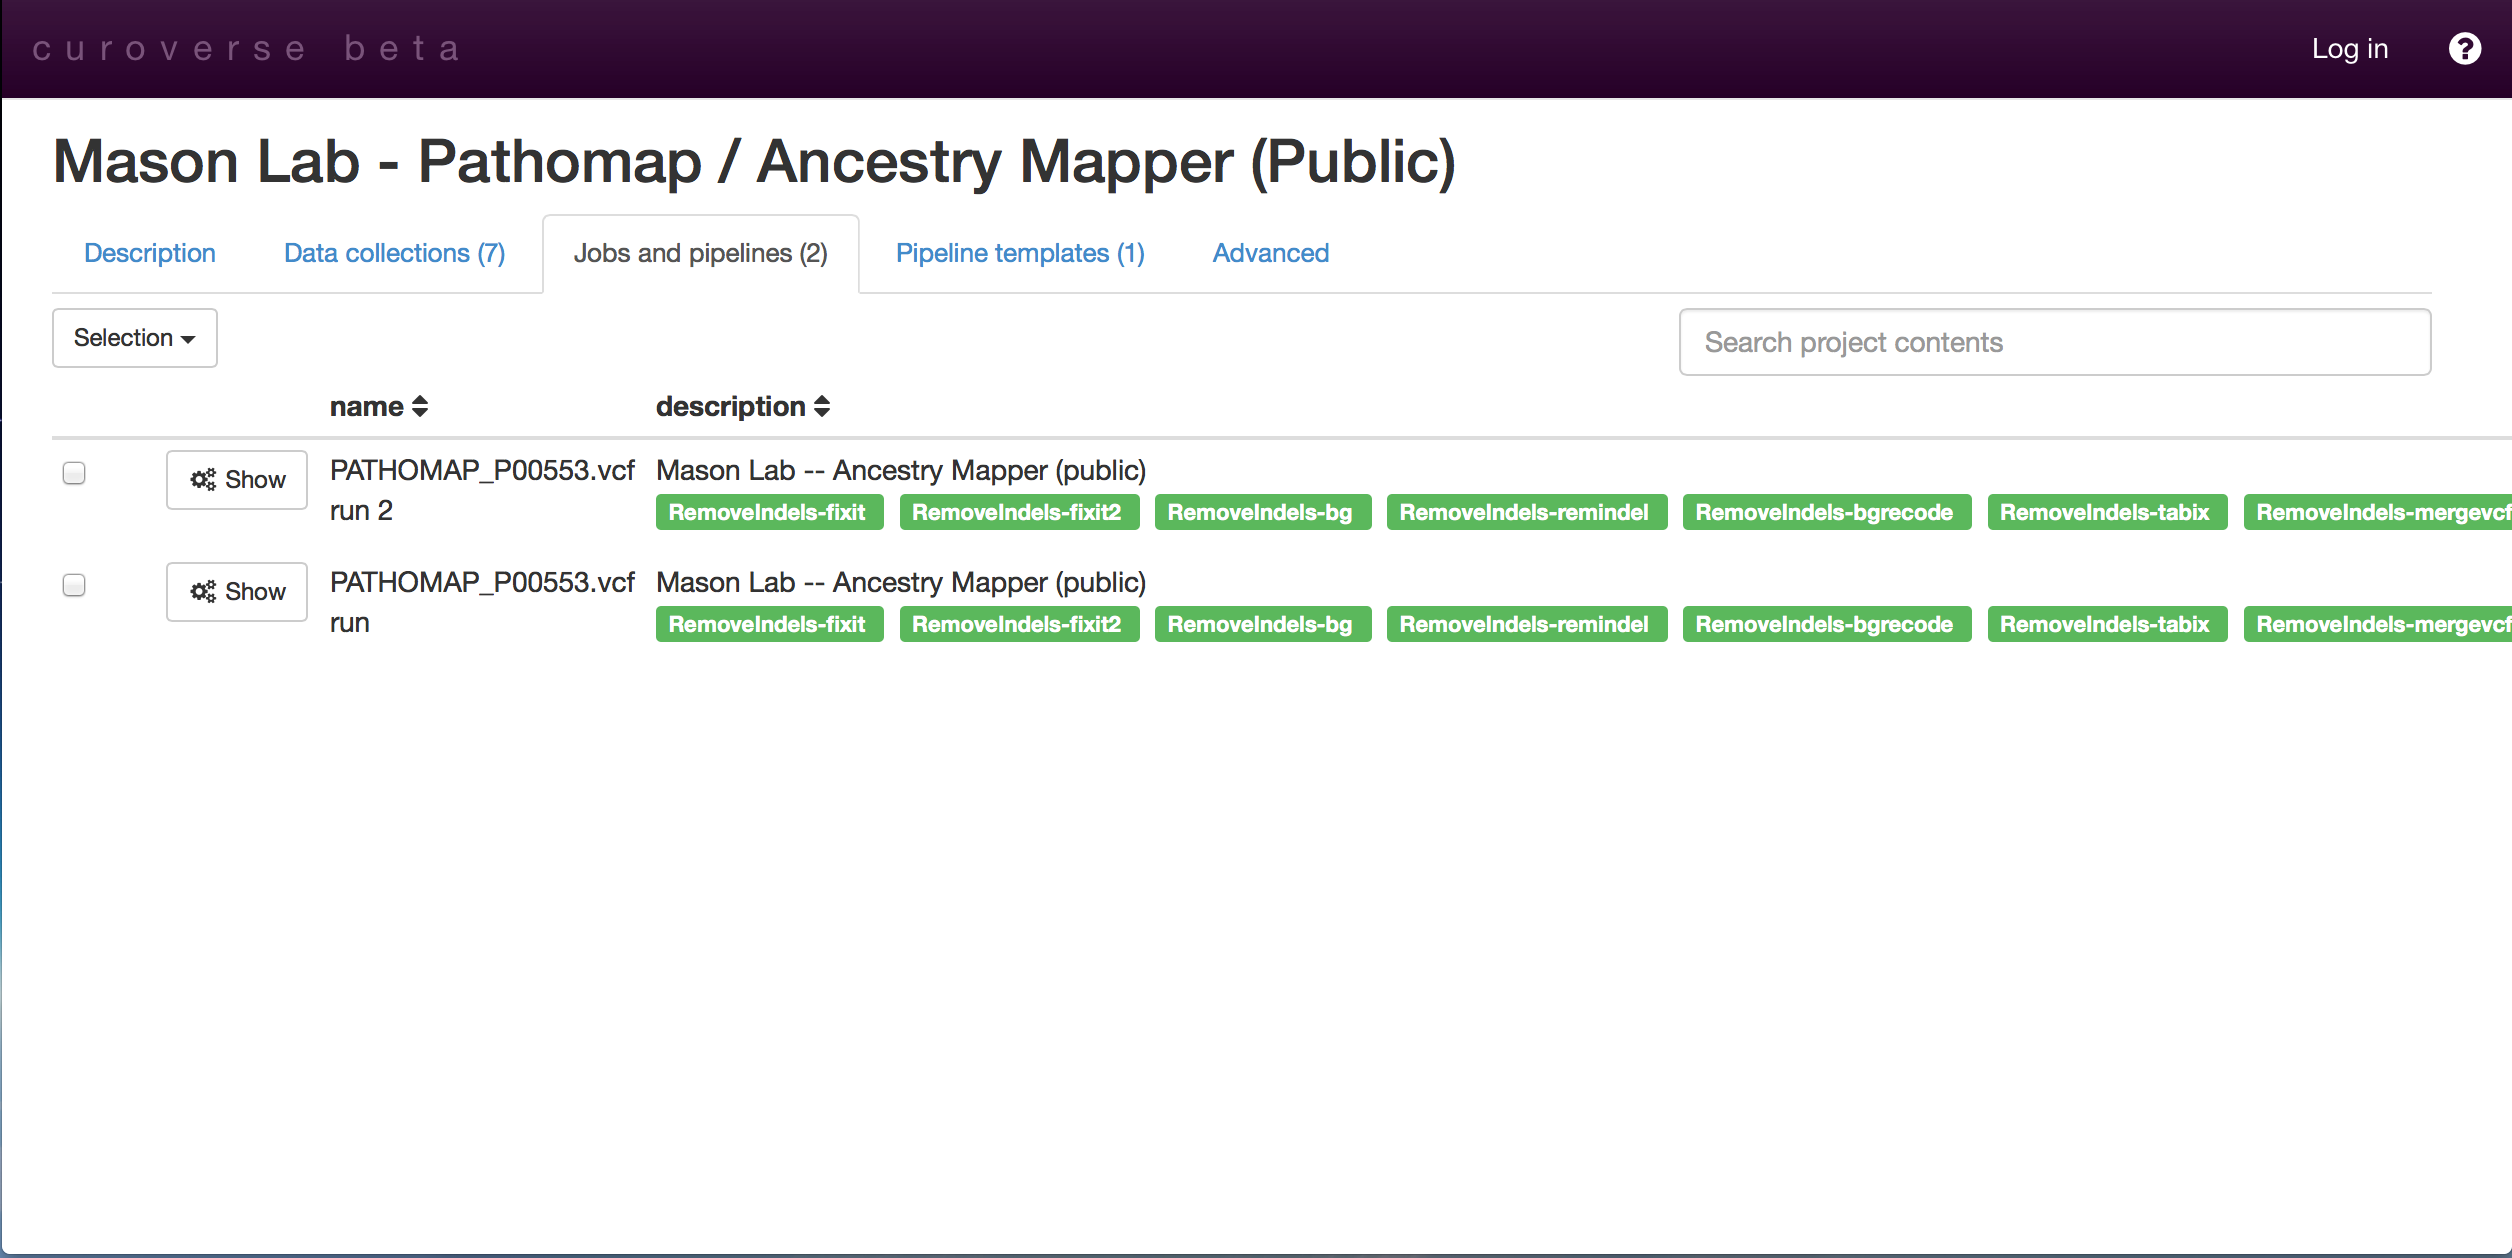 curoverse beta
Log in
Mason Lab - Pathomap / Ancestry Mapper (Public)
Description Data collections (7) Jobs and pipelines (2) Pipeline templates (1) Advanced
Selection
Search project contents
name description
Show PATHOMAP_P00553.vcf Mason Lab -- Ancestry Mapper (public)
run 2 RemoveIndels-fixit RemoveIndels-fixit2 RemoveIndels-bg RemoveIndels-remindel RemoveIndels-bgrecode RemoveIndels-tabix RemoveIndels-mergevcf
Show PATHOMAP_P00553.vcf Mason Lab -- Ancestry Mapper (public)
run RemoveIndels-fixit RemoveIndels-fixit2 RemoveIndels-bg RemoveIndels-remindel RemoveIndels-bgrecode RemoveIndels-tabix RemoveIndels-mergevcf